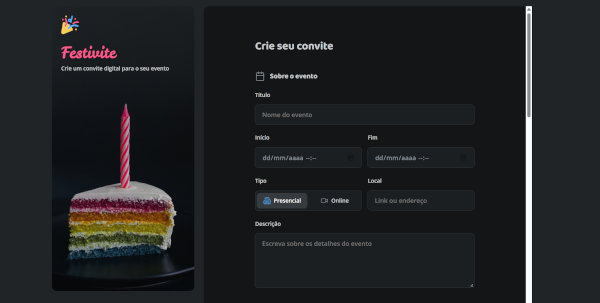 Festivite
Crie um convite digital para o seu evento
Crie seu convite
Sobre o evento
Título
Nome do evento
Início
Fim
dd/mm/aaaa --:--
dd/mm/aaaa --:--
Tipo
Local
Presencial
Online
Link ou endereço
Descrição
Escreva sobre os detalhes do evento